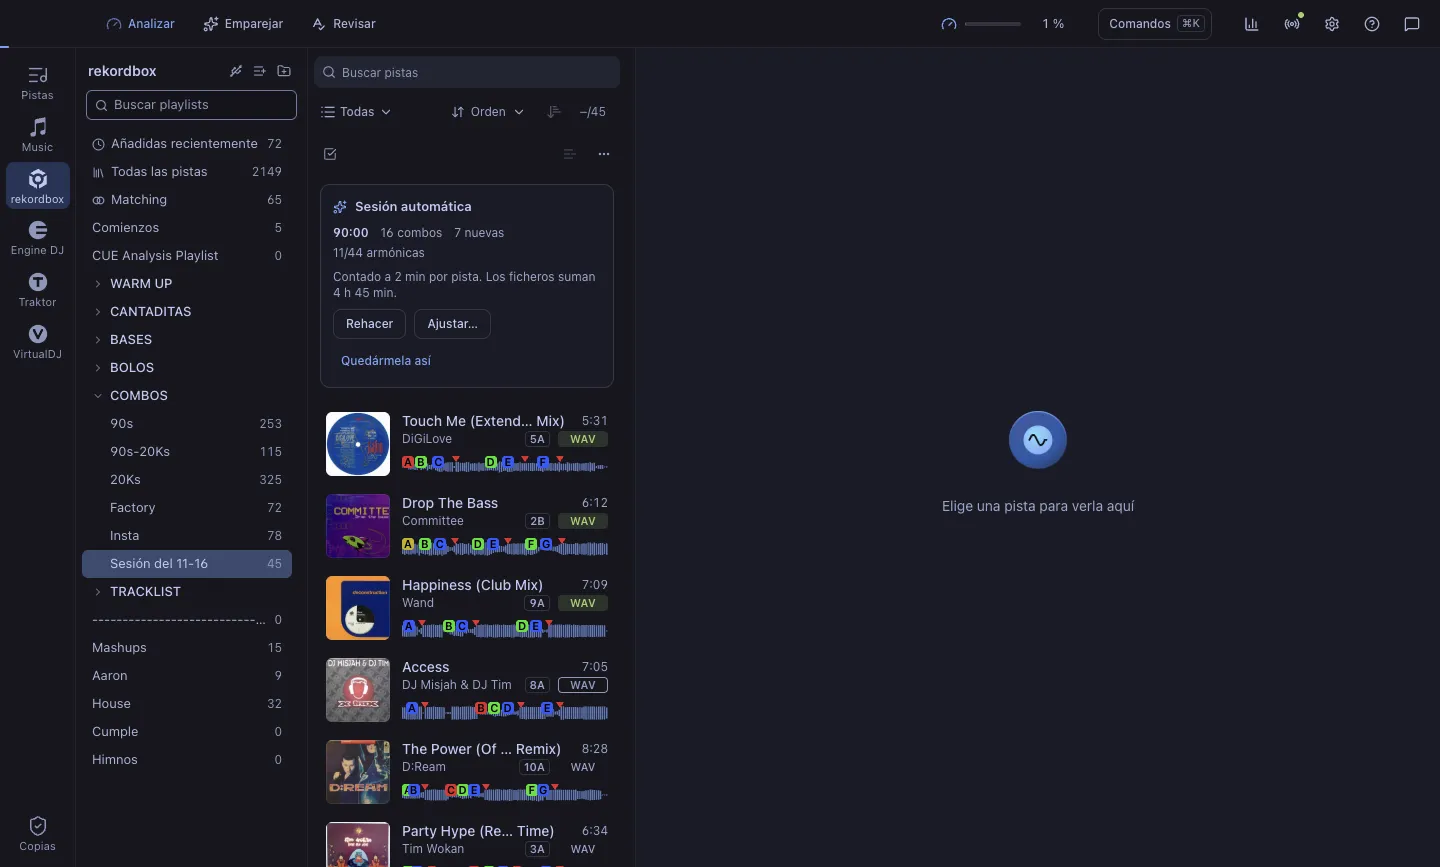 Analizar
Emparejar
Revisar
1 %
Comandos ⌘K
Pistas
Music
rekordbox
Engine DJ
Traktor
VirtualDJ
Copias
rekordbox
Buscar playlists
Añadidas recientemente 72
Todas las pistas 2149
Matching 65
Comienzos 5
CUE Analysis Playlist 0
WARM UP
CANTADITAS
BASES
BOLOS
COMBOS
90s 253
90s-20Ks 115
20Ks 325
Factory 72
Insta 78
Sesión del 11-16 45
TRACKLIST
---------------------------... 0
Mashups 15
Aaron 9
House 32
Cumple 0
Himnos 0
Buscar pistas
Todas
Orden
–/45
Sesión automática
90:00 16 combos 7 nuevas
11/44 armónicas
Contado a 2 min por pista. Los ficheros suman
4 h 45 min.
Rehacer
Ajustar...
Quedármela así
Touch Me (Extend... Mix) 5:31
DiGiLove 5A WAV
A B C D E F
Drop The Bass 6:12
Committee 2B WAV
A B C D E F G
COMMITTE
Happiness (Club Mix) 7:09
Wand 9A WAV
A B C D E
deconstruction
Access 7:05
DJ Misjah & DJ Tim 8A WAV
A B C D E
DJ MISJAH & DJ TIM
The Power (Of ... Remix) 8:28
D:Ream 10A WAV
A B C D E F G
D:REAM
Party Hype (Re... Time) 6:34
Tim Wokan 3A WAV
Elige una pista para verla aquí